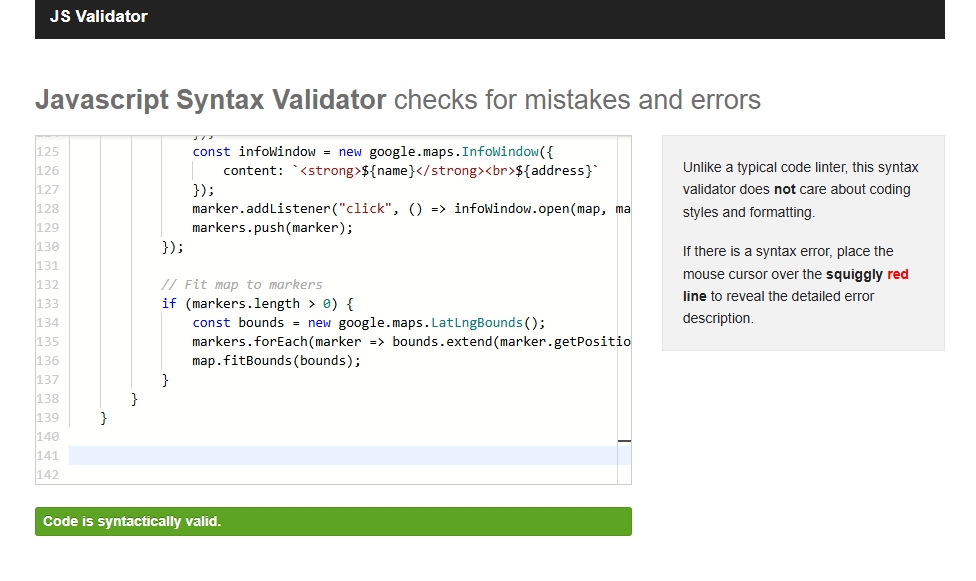 JS Validator
Javascript Syntax Validator checks for mistakes and errors
125 const infoWindow = new google.maps.InfoWindow({
126 content: `<strong>${name}</strong><br>${address}`
127 });
128 marker.addListener("click", () => infoWindow.open(map, ma
129 markers.push(marker);
130 });
131
132 // Fit map to markers
133 if (markers.length > 0) {
134 const bounds = new google.maps.LatLngBounds();
135 markers.forEach(marker => bounds.extend(marker.getPositio
136 map.fitBounds(bounds);
137 }
138 }
139 }
140
141
142
Code is syntactically valid.
Unlike a typical code linter, this syntax
validator does not care about coding
styles and formatting.
If there is a syntax error, place the
mouse cursor over the squiggly red
line to reveal the detailed error
description.